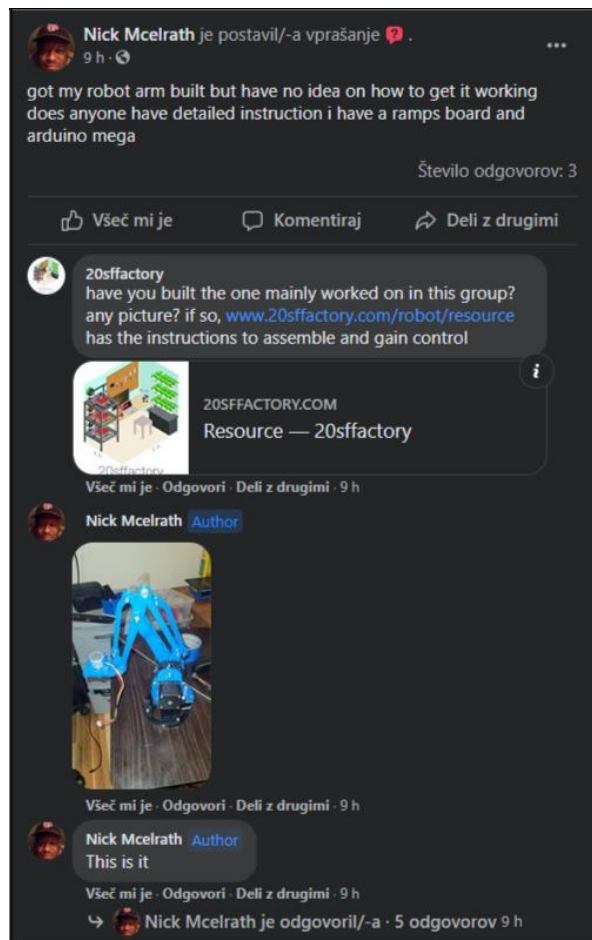 Nick Mcelrath je postavil/-a vprašanje .
9 h ·
got my robot arm built but have no idea on how to get it working
does anyone have detailed instruction i have a ramps board and
arduino mega
Število odgovorov: 3
Všeč mi je Komentiraj Deli z drugimi
20sffactory
have you built the one mainly worked on in this group?
any picture? if so, www.20sffactory.com/robot/resource
has the instructions to assemble and gain control
20SFFACTORY.COM
Resource — 20sffactory
20sffactory
Všeč mi je · Odgovori · Deli z drugimi · 9 h
Nick Mcelrath Author
Všeč mi je · Odgovori · Deli z drugimi · 9 h
Nick Mcelrath Author
This is it
Všeč mi je · Odgovori · Deli z drugimi · 9 h
Nick Mcelrath je odgovoril/-a · 5 odgovorov 9 h